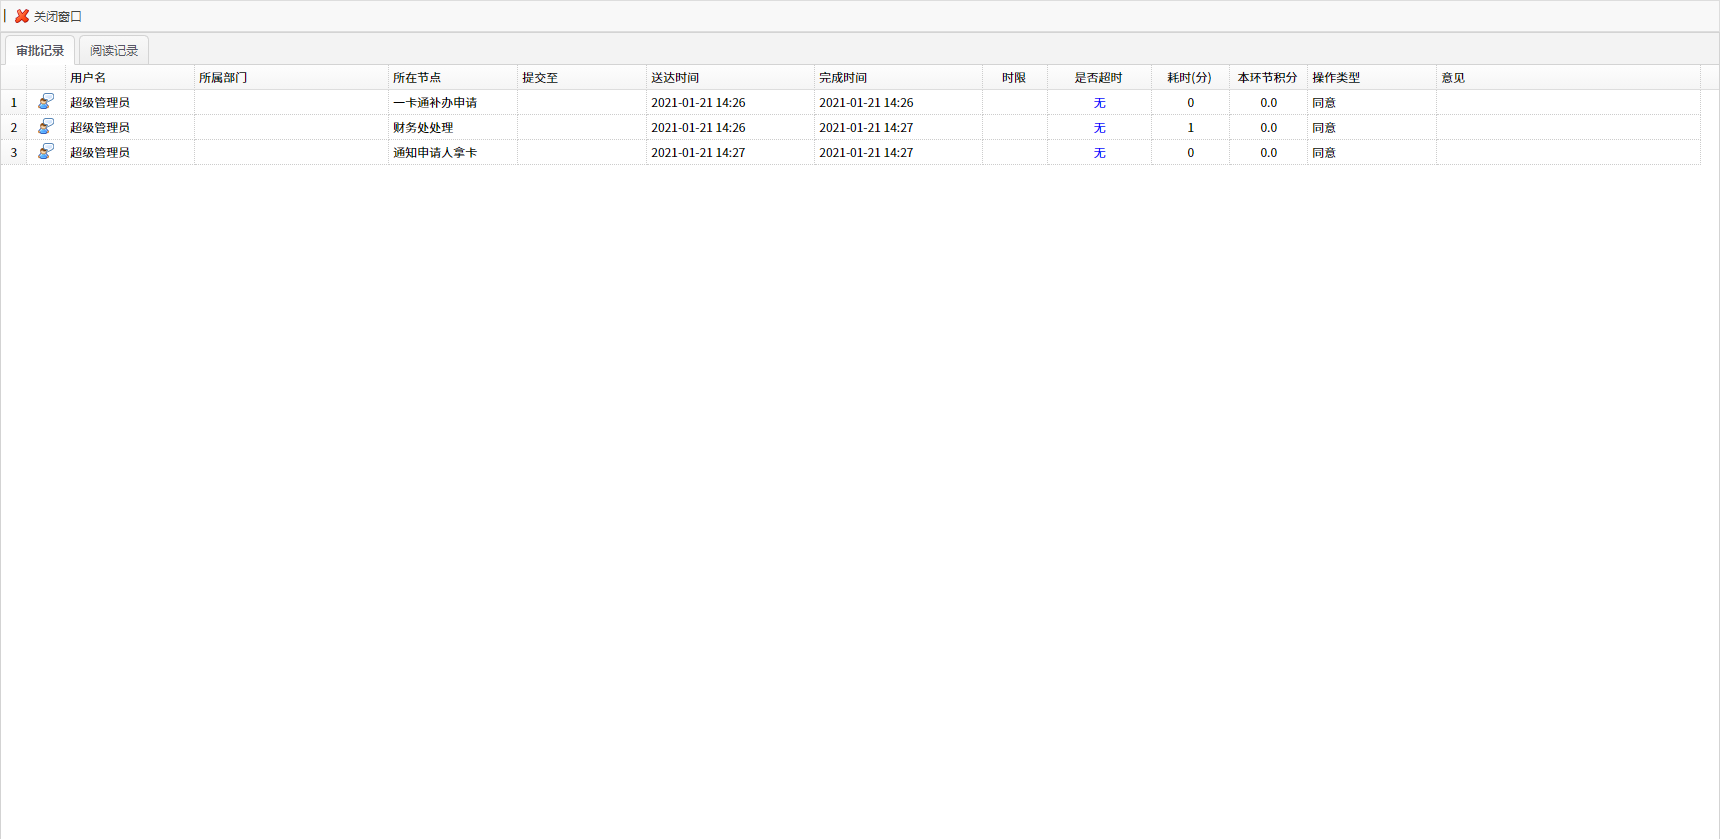 关闭窗口
审批记录 阅读记录
用户名 所属部门 所在节点 提交至 送达时间 完成时间 时限 是否超时 耗时(分) 本环节积分 操作类型 意见
1 超级管理员 一卡通补办申请 2021-01-21 14:26 2021-01-21 14:26 无 0 0.0 同意
2 超级管理员 财务处处理 2021-01-21 14:26 2021-01-21 14:27 无 1 0.0 同意
3 超级管理员 通知申请人拿卡 2021-01-21 14:27 2021-01-21 14:27 无 0 0.0 同意